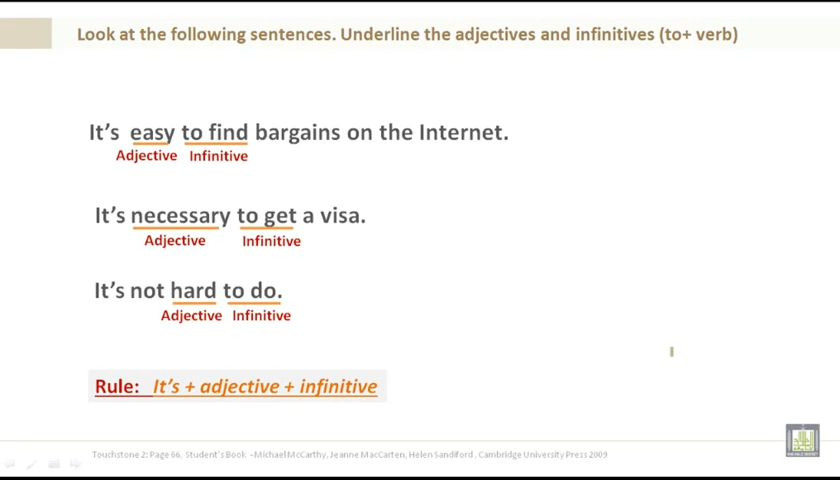 Look at the following sentences. Underline the adjectives and infinitives (to+ verb)
It's easy to find bargains on the Internet.
Adjective Infinitive
It's necessary to get a visa.
Adjective Infinitive
It's not hard to do.
Adjective Infinitive
Rule: It's + adjective + infinitive
Touchstone 2: Page 66, Student's Book –Michael McCarthy, Jeanne MacCarten, Helen Sandiford , Cambridge University Press 2009